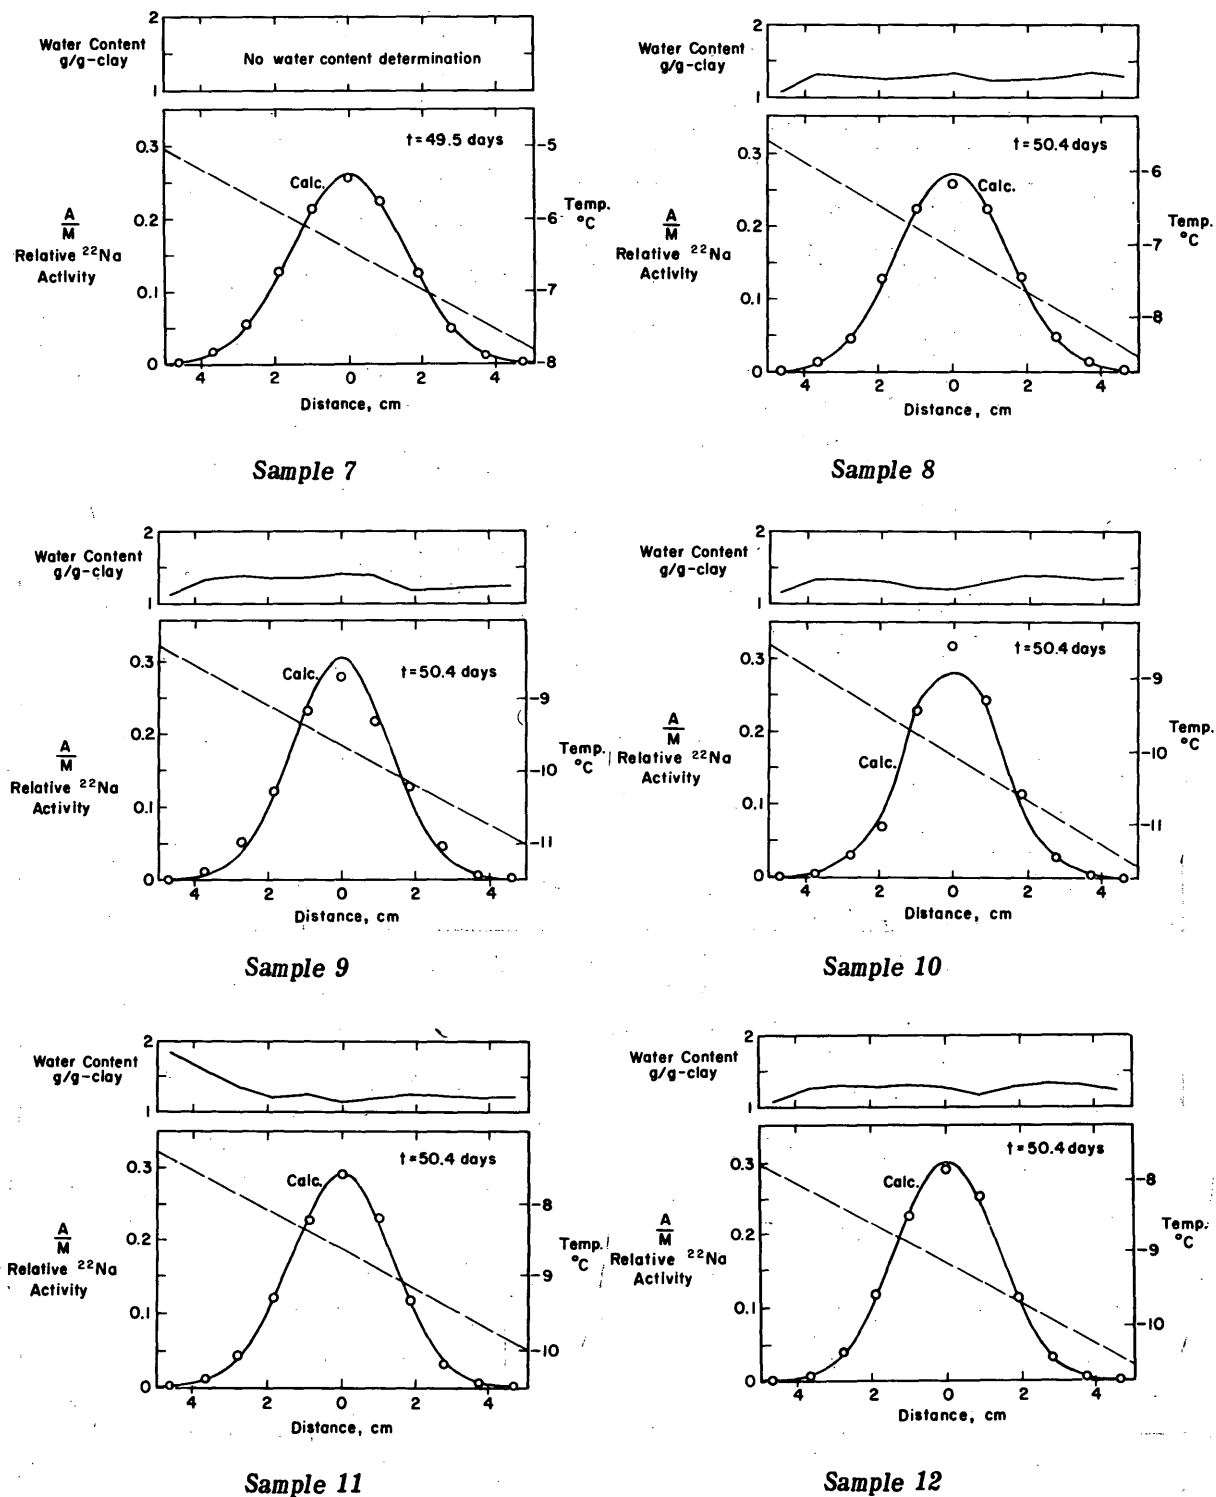 2
Water Content
g/g-clay
No water content determination
1
t=49.5 days
0.3
0.2
0.1
0
Calc.
-5
-6
-7
-8
Temp.
°C
A
M
Relative ²²Na
Activity
4 2 0 2 4
Distance, cm
Sample 7
2
Water Content
g/g-clay
1
t=50.4 days
0.3
0.2
0.1
0
Calc.
-6
-7
-8
Temp.
°C
A
M
Relative ²²Na
Activity
4 2 0 2 4
Distance, cm
Sample 8
2
Water Content
g/g-clay
1
t=50.4 days
0.3
0.2
0.1
0
Calc.
-9
-10
-11
Temp.
°C
A
M
Relative ²²Na
Activity
4 2 0 2 4
Distance, cm
Sample 9
2
Water Content
g/g-clay
1
t=50.4 days
0.3
0.2
0.1
0
Calc.
-9
-10
-11
Temp.
°C
A
M
Relative ²²Na
Activity
4 2 0 2 4
Distance, cm
Sample 10
2
Water Content
g/g-clay
1
t=50.4 days
0.3
0.2
0.1
0
Calc.
-8
-9
-10
Temp.
°C
A
M
Relative ²²Na
Activity
4 2 0 2 4
Distance, cm
Sample 11
2
Water Content
g/g-clay
1
t=50.4 days
0.3
0.2
0.1
0
Calc.
-8
-9
-10
Temp.
°C
A
M
Relative ²²Na
Activity
4 2 0 2 4
Distance, cm
Sample 12